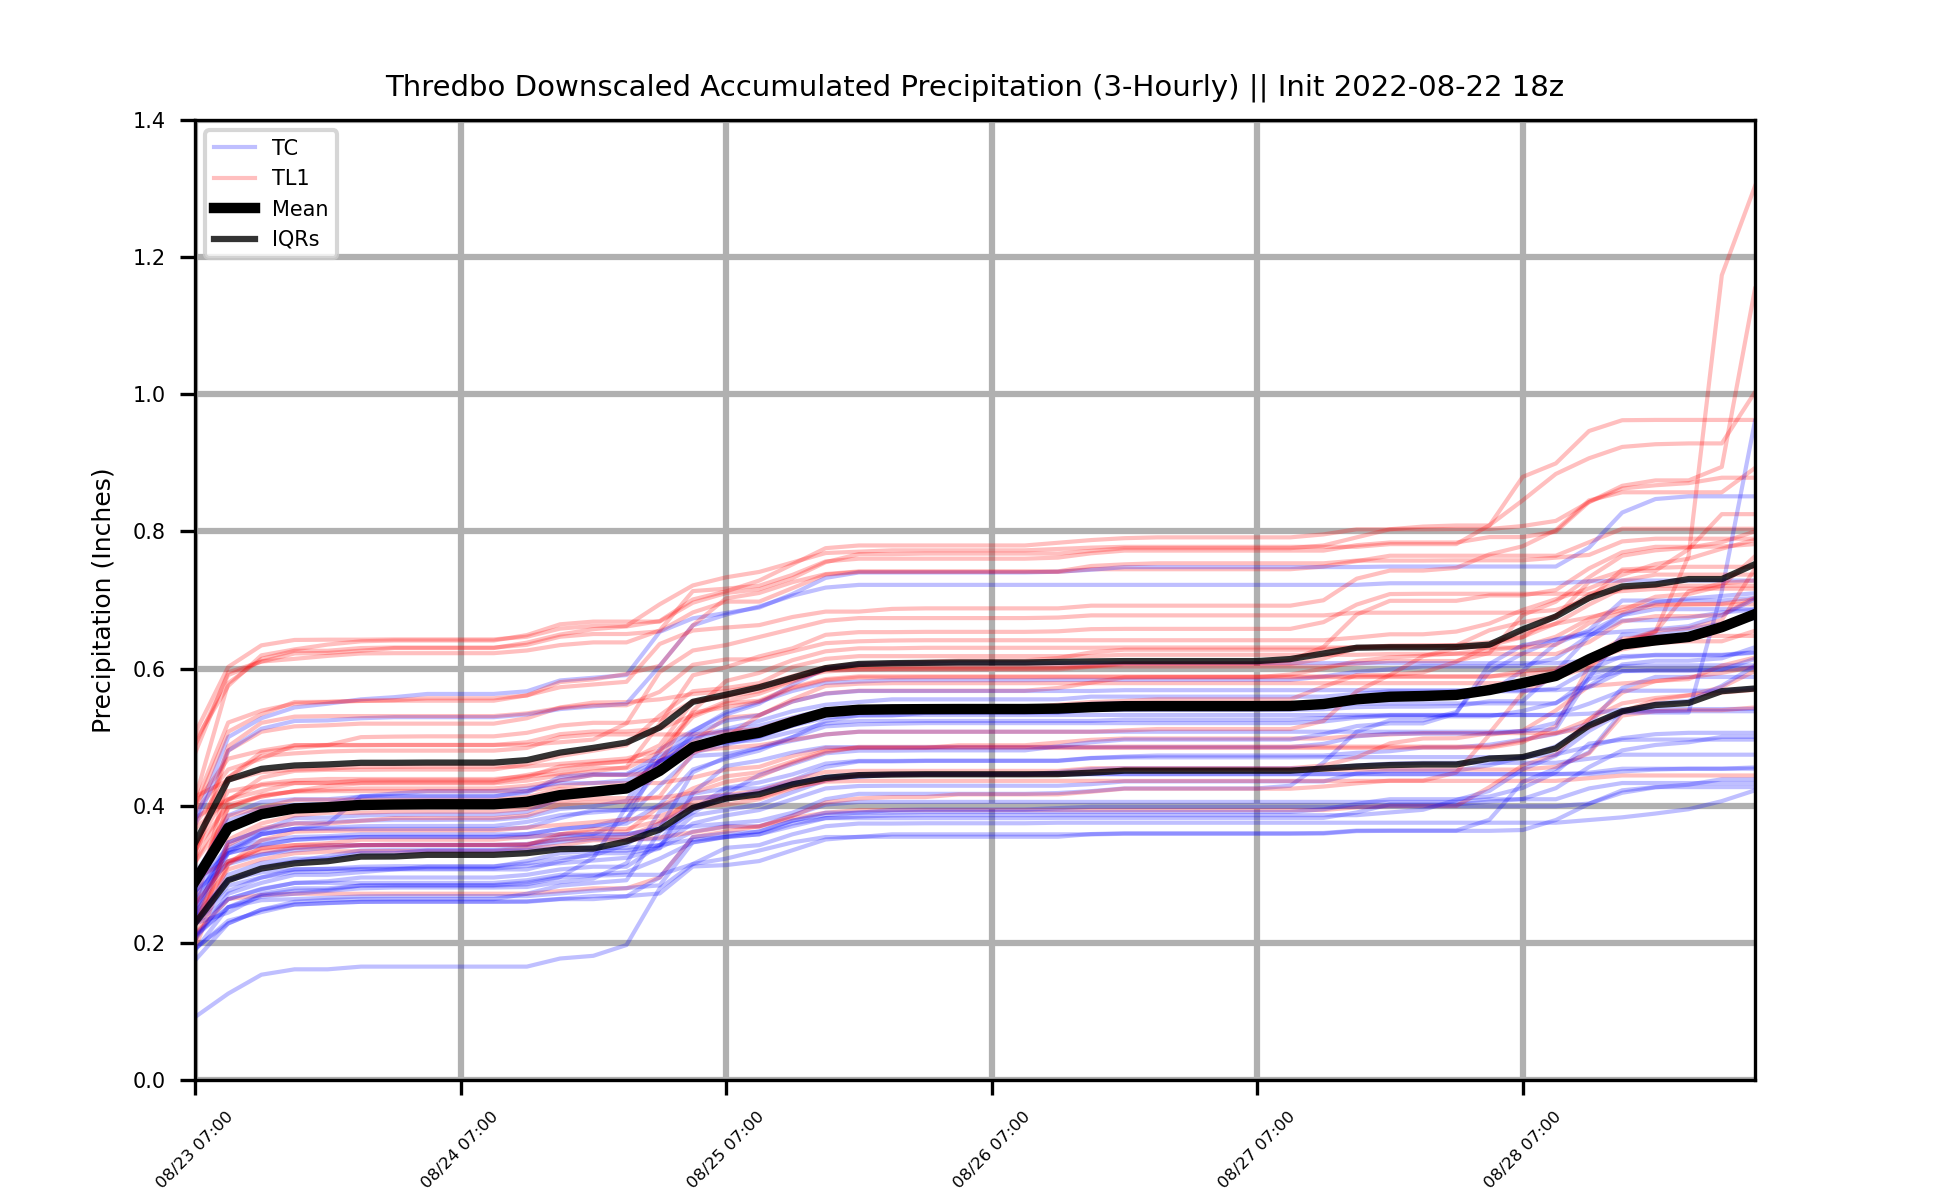 Thredbo Downscaled Accumulated Precipitation (3-Hourly) || Init 2022-08-22 18z
TC
TL1
Mean
IQRs
Precipitation (Inches)
1.4
1.2
1.0
0.8
0.6
0.4
0.2
0.0
08/23 07:00
08/24 07:00
08/25 07:00
08/26 07:00
08/27 07:00
08/28 07:00